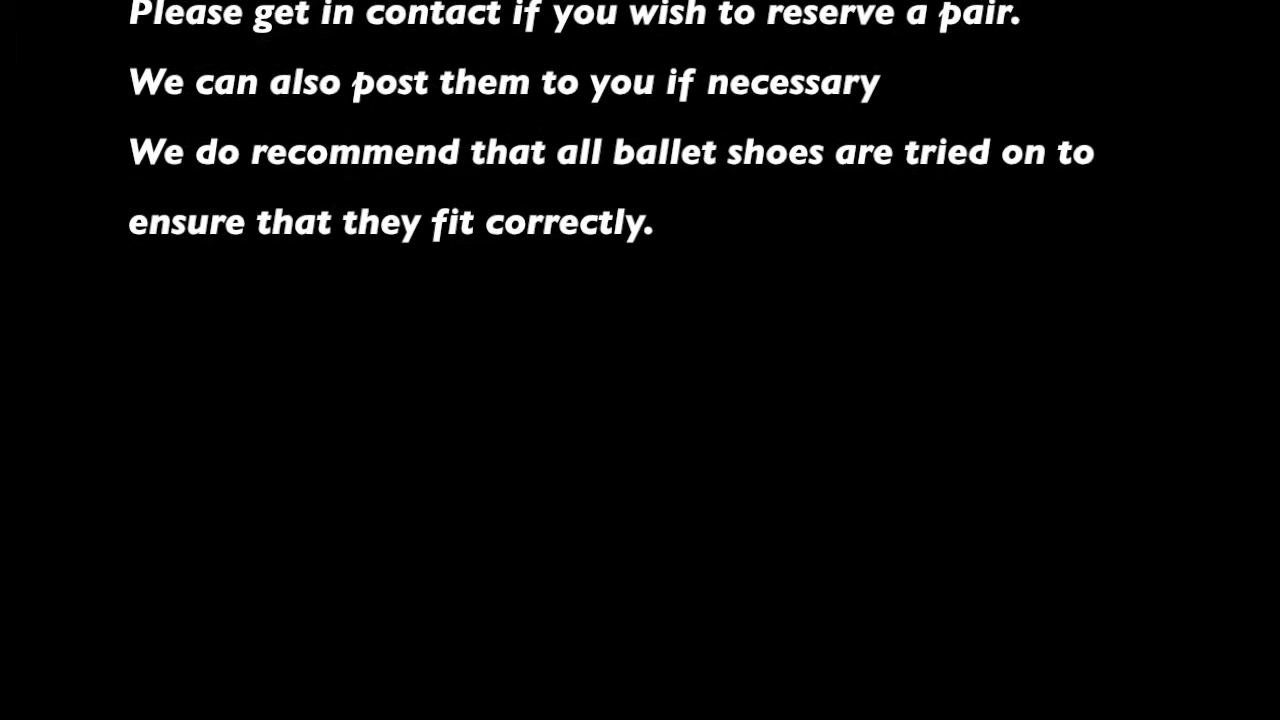 Please get in contact if you wish to reserve a pair.
We can also post them to you if necessary
We do recommend that all ballet shoes are tried on to
ensure that they fit correctly.